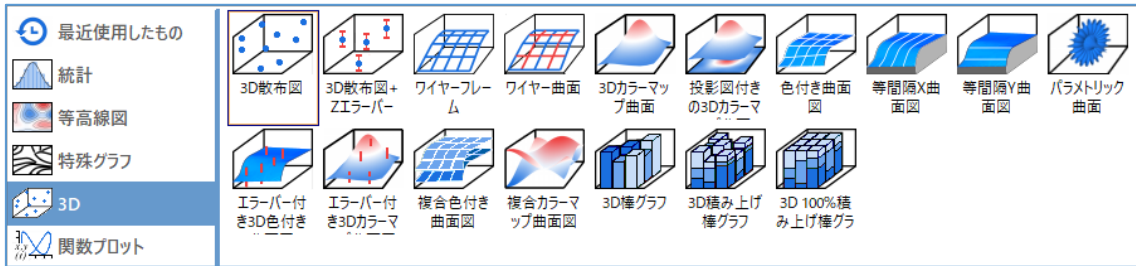 最近使用したもの
統計
等高線図
特殊グラフ
3D
関数プロット
3D散布図
3D散布図+
Zエラーバー
ワイヤーフレー
ム
ワイヤー曲面
3Dカラーマッ
プ曲面
投影図付き
の3Dカラーマ
色付き曲面
図
等間隔X曲
面図
等間隔Y曲
面図
パラメトリック
曲面
エラーバー付
き3D色付き
エラーバー付
き3Dカラーマ
複合色付き
曲面図
複合カラーマ
ップ曲面図
3D棒グラフ
3D積み上げ
棒グラフ
3D 100%積
み上げ棒グラ